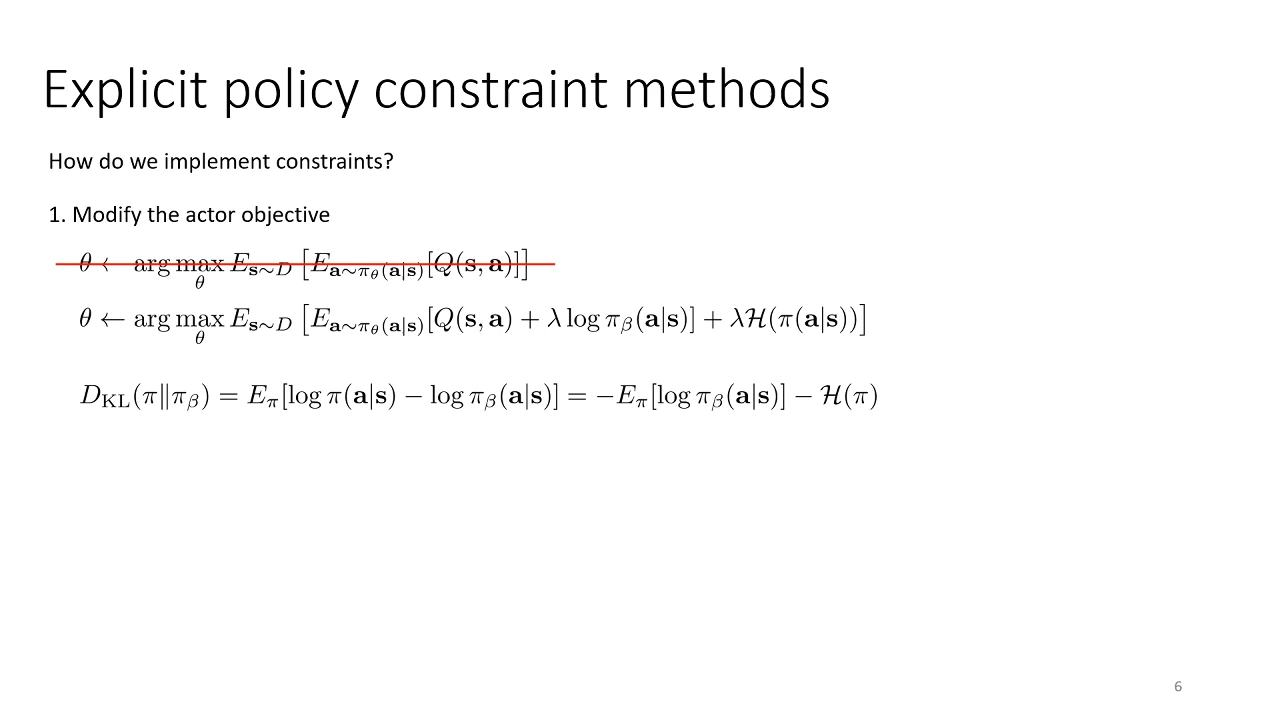 Explicit policy constraint methods
How do we implement constraints?
1. Modify the actor objective
θ ← arg max_θ E_{s∼D} [E_{a∼π_θ(a|s)}[Q(s, a)]]
θ ← arg max_θ E_{s∼D} [E_{a∼π_θ(a|s)}[Q(s, a) + λ log π_β(a|s)] + λℋ(π(a|s))]
D_KL(π‖π_β) = E_π[log π(a|s) − log π_β(a|s)] = −E_π[log π_β(a|s)] − ℋ(π)
6